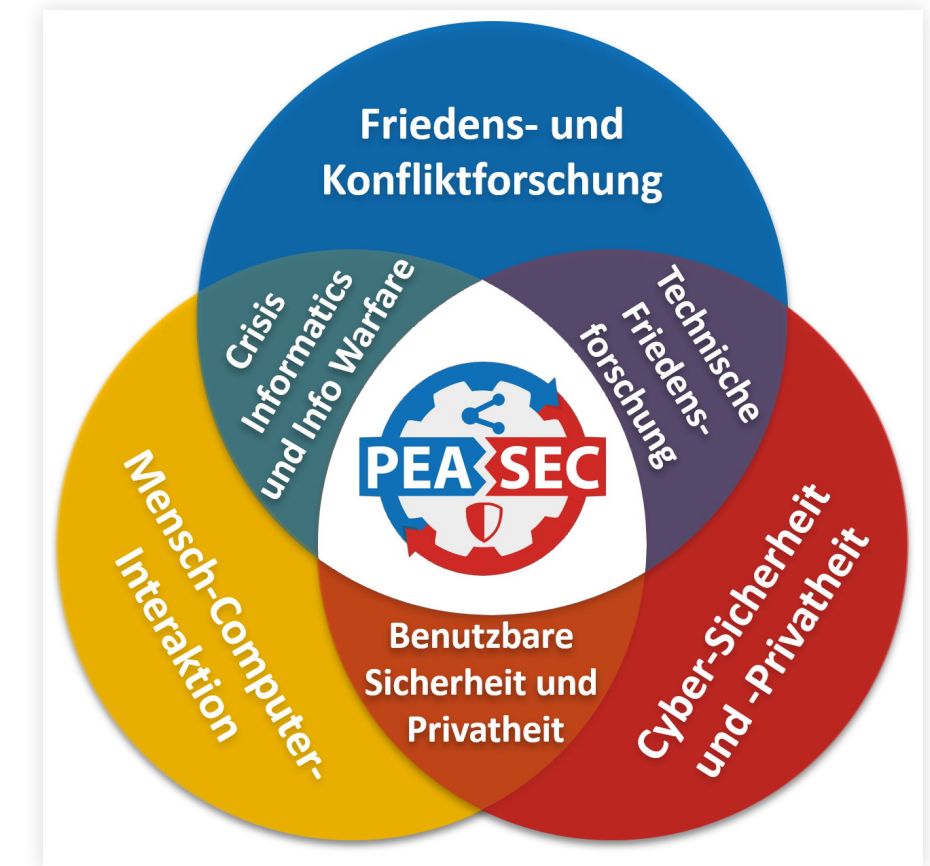 Friedens- und
Konfliktforschung
Crisis
Informatics
und Info Warfare
Technische
Friedens-
forschung
PEA SEC
Mensch-Computer-
Interaktion
Benutzbare
Sicherheit und
Privatheit
Cyber-Sicherheit
und -Privatheit